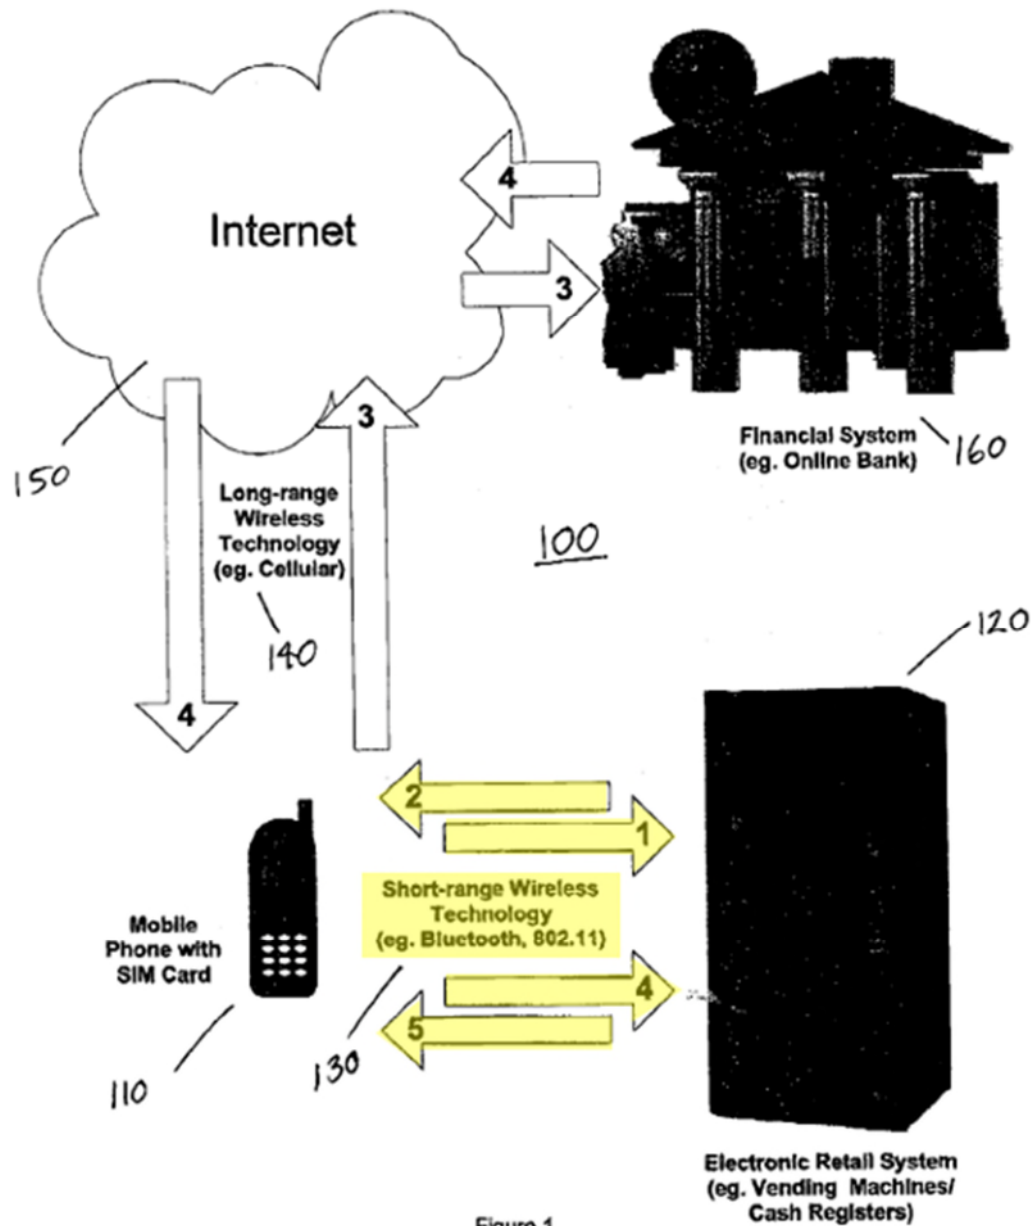 4
Internet
3
3
Financial System
(eg. Online Bank)
160
150
Long-range
Wireless
Technology
(eg. Cellular)
100
140
120
4
2
1
Short-range Wireless
Technology
(eg. Bluetooth, 802.11)
Mobile
Phone with
SIM Card
4
5
130
110
Electronic Retail System
(eg. Vending Machines/
Cash Registers)
Figure 1